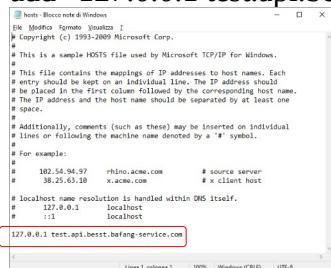 hosts - Blocco note di Windows
File Modifica Formato Visualizza ?
# Copyright (c) 1993-2009 Microsoft Corp.
#
# This is a sample HOSTS file used by Microsoft TCP/IP for Windows.
#
# This file contains the mappings of IP addresses to host names. Each
# entry should be kept on an individual line. The IP address should
# be placed in the first column followed by the corresponding host name.
# The IP address and the host name should be separated by at least one
# space.
#
# Additionally, comments (such as these) may be inserted on individual
# lines or following the machine name denoted by a '#' symbol.
#
# For example:
#
# 102.54.94.97 rhino.acme.com # source server
# 38.25.63.10 x.acme.com # x client host

# localhost name resolution is handled within DNS itself.
# 127.0.0.1 localhost
# ::1 localhost

127.0.0.1 test.api.besst.bafang-service.com
Linea 1, colonna 1 100% Windows (CRLF) UTF-8